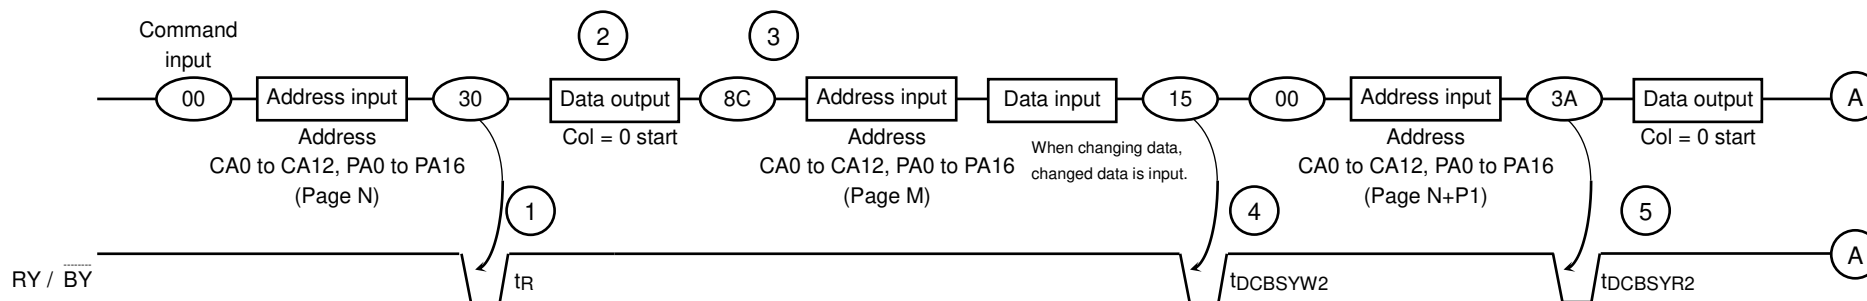 Command
input
2
3
00
Address input
30
Data output
8C
Address input
Data input
15
00
Address input
3A
Data output
A
Address
CA0 to CA12, PA0 to PA16
(Page N)
Col = 0 start
Address
CA0 to CA12, PA0 to PA16
(Page M)
When changing data,
changed data is input.
Address
CA0 to CA12, PA0 to PA16
(Page N+P1)
Col = 0 start
1
4
5
RY / BY
tR
tDCBSYW2
tDCBSYR2
A